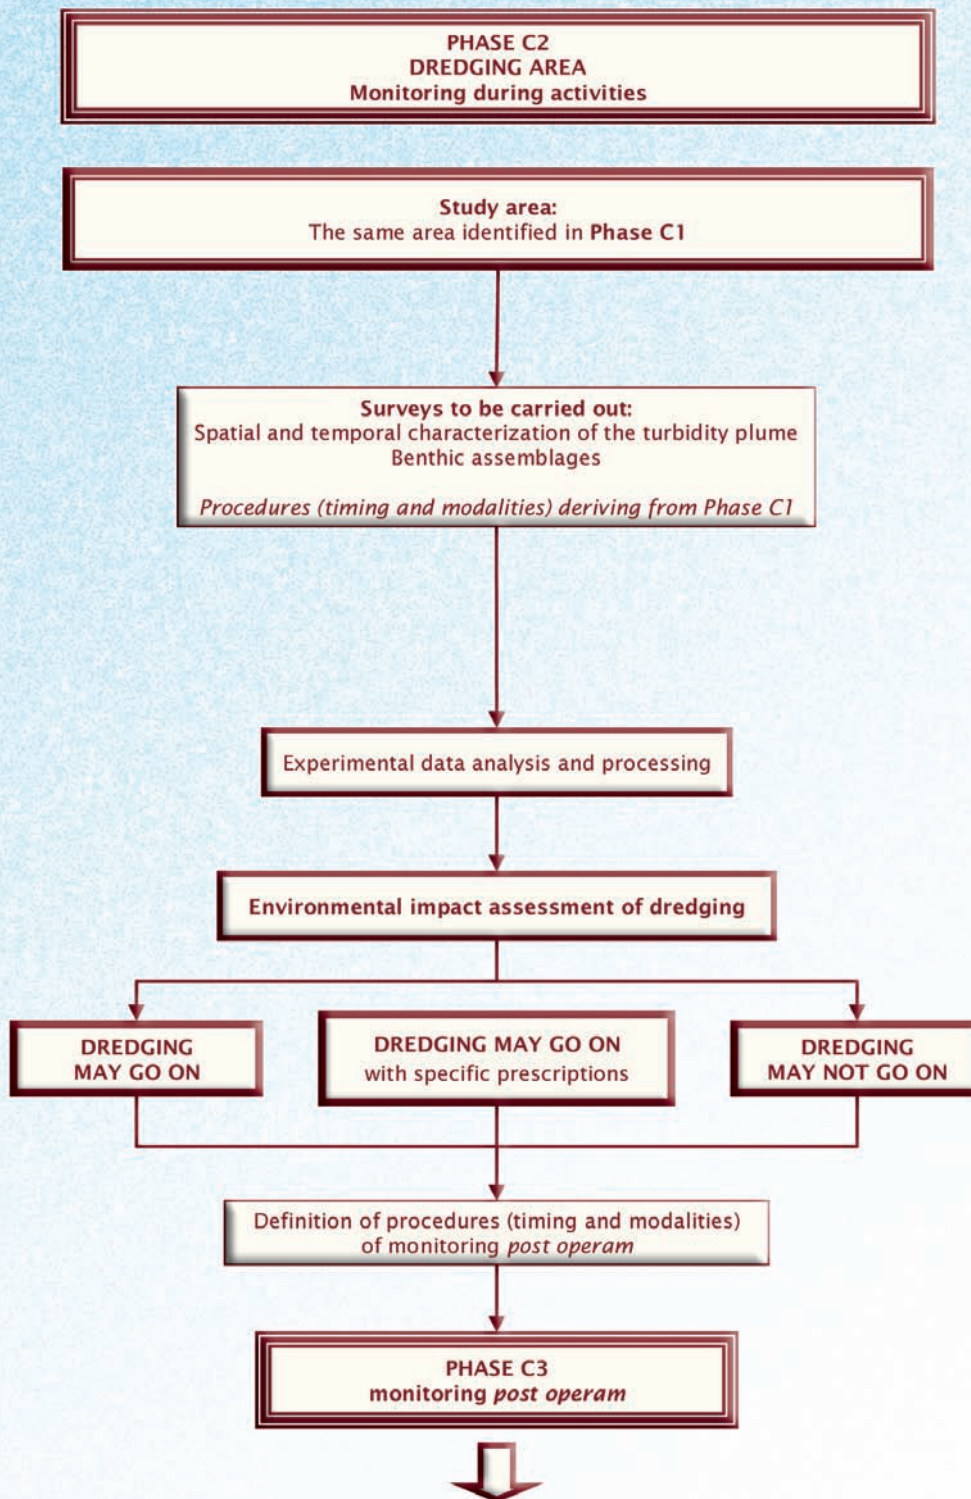 PHASE C2
DREDGING AREA
Monitoring during activities
Study area:
The same area identified in Phase C1
Surveys to be carried out:
Spatial and temporal characterization of the turbidity plume
Benthic assemblages
Procedures (timing and modalities) deriving from Phase C1
Experimental data analysis and processing
Environmental impact assessment of dredging
DREDGING
MAY GO ON
DREDGING MAY GO ON
with specific prescriptions
DREDGING
MAY NOT GO ON
Definition of procedures (timing and modalities)
of monitoring post operam
PHASE C3
monitoring post operam